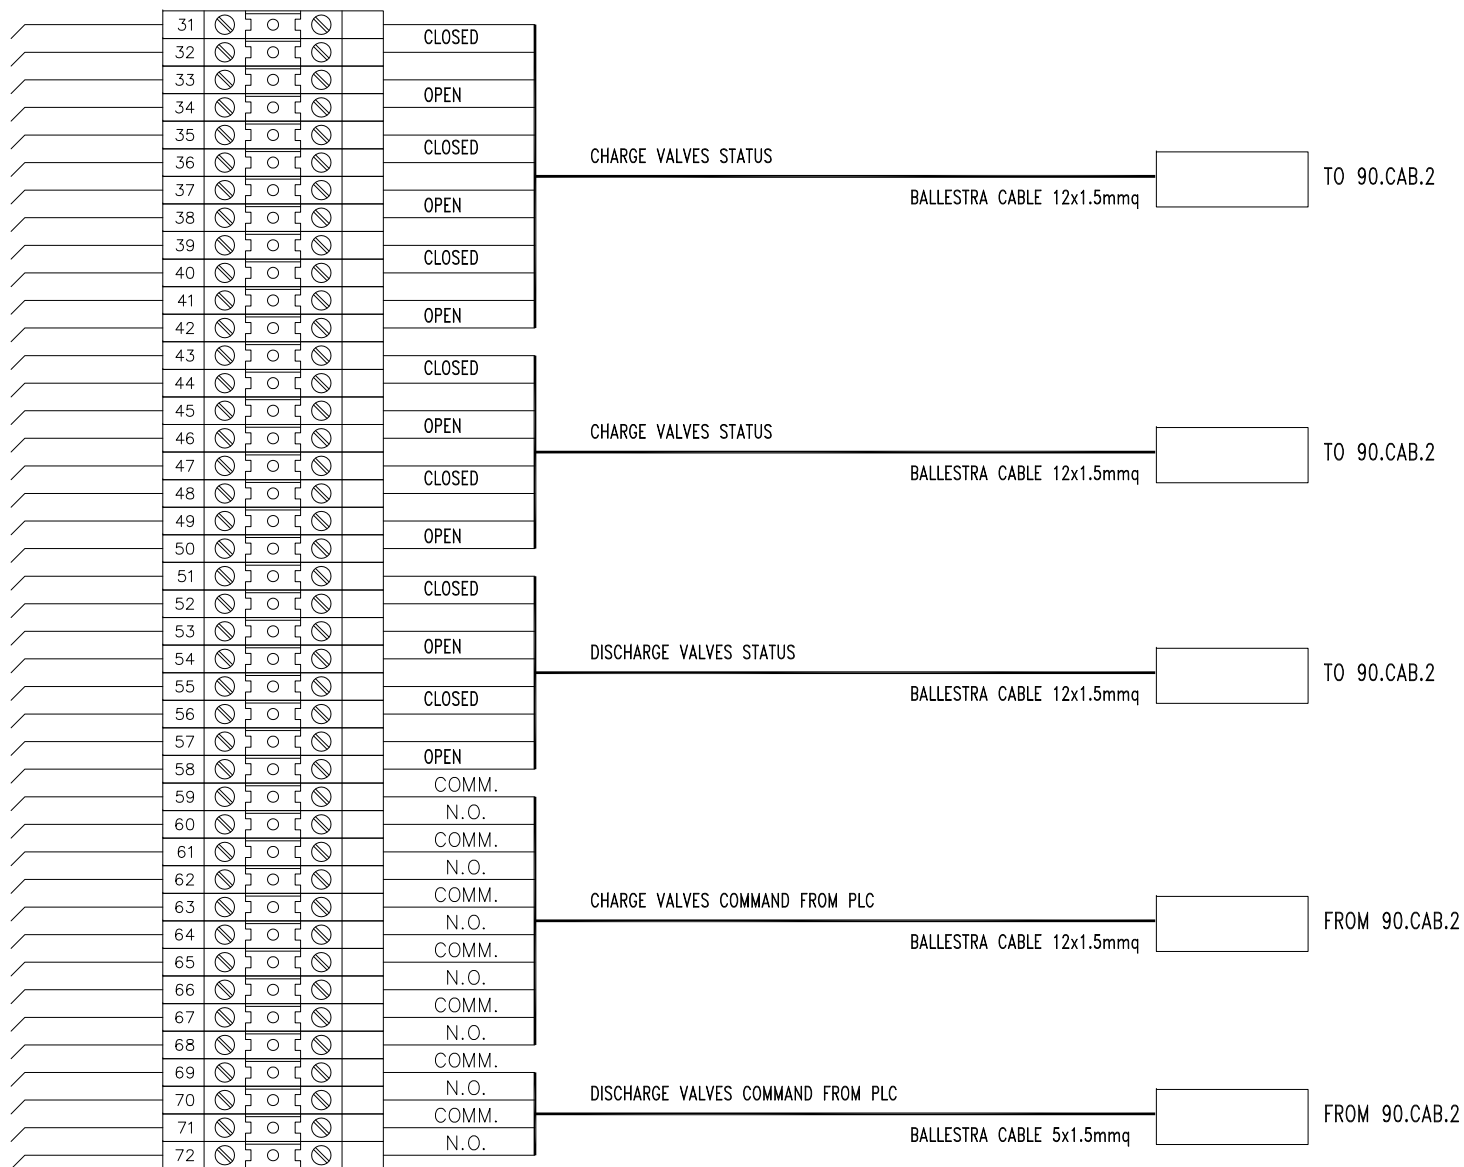 31
CLOSED
32
33
OPEN
34
35
CLOSED
36
CHARGE VALVES STATUS
TO 90.CAB.2
37
BALLESTRA CABLE 12x1.5mmq
OPEN
38
39
CLOSED
40
41
OPEN
42
43
CLOSED
44
45
OPEN
46
CHARGE VALVES STATUS
TO 90.CAB.2
47
BALLESTRA CABLE 12x1.5mmq
CLOSED
48
49
OPEN
50
51
CLOSED
52
53
OPEN
54
DISCHARGE VALVES STATUS
TO 90.CAB.2
55
BALLESTRA CABLE 12x1.5mmq
CLOSED
56
57
OPEN
58
COMM.
59
N.O.
60
COMM.
61
N.O.
62
COMM.
63
CHARGE VALVES COMMAND FROM PLC
N.O.
FROM 90.CAB.2
64
BALLESTRA CABLE 12x1.5mmq
COMM.
65
N.O.
66
COMM.
67
N.O.
68
COMM.
69
N.O.
DISCHARGE VALVES COMMAND FROM PLC
70
COMM.
FROM 90.CAB.2
71
BALLESTRA CABLE 5x1.5mmq
N.O.
72